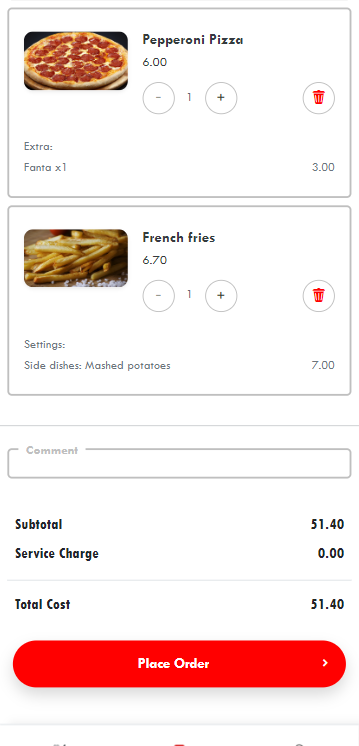 Pepperoni Pizza
6.00
- 1 +
Extra:
Fanta x1 3.00
French fries
6.70
- 1 +
Settings:
Side dishes: Mashed potatoes 7.00
Comment
Subtotal 51.40
Service Charge 0.00
Total Cost 51.40
Place Order